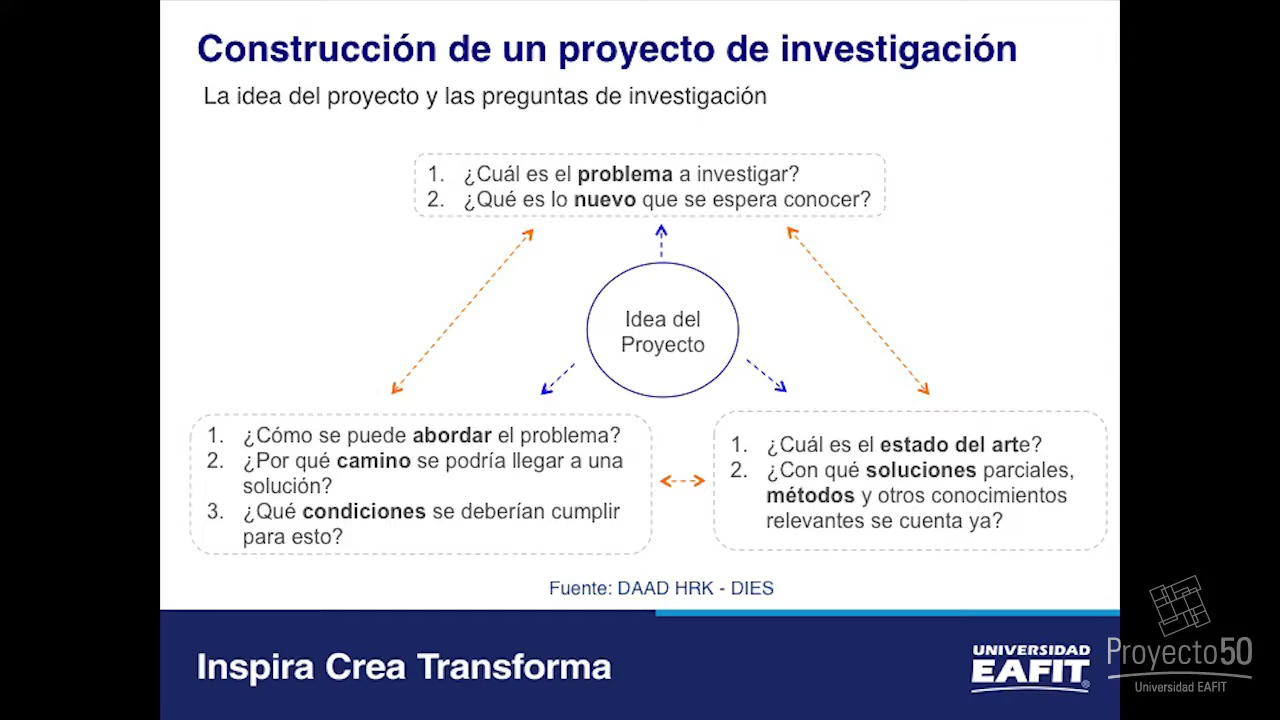 Construcción de un proyecto de investigación
La idea del proyecto y las preguntas de investigación
1. ¿Cuál es el problema a investigar?
2. ¿Qué es lo nuevo que se espera conocer?
Idea del
Proyecto
1. ¿Cómo se puede abordar el problema?
2. ¿Por qué camino se podría llegar a una
solución?
3. ¿Qué condiciones se deberían cumplir
para esto?
1. ¿Cuál es el estado del arte?
2. ¿Con qué soluciones parciales,
métodos y otros conocimientos
relevantes se cuenta ya?
Fuente: DAAD HRK - DIES
Inspira Crea Transforma
UNIVERSIDAD
EAFIT®
Proyecto50
Universidad EAFIT